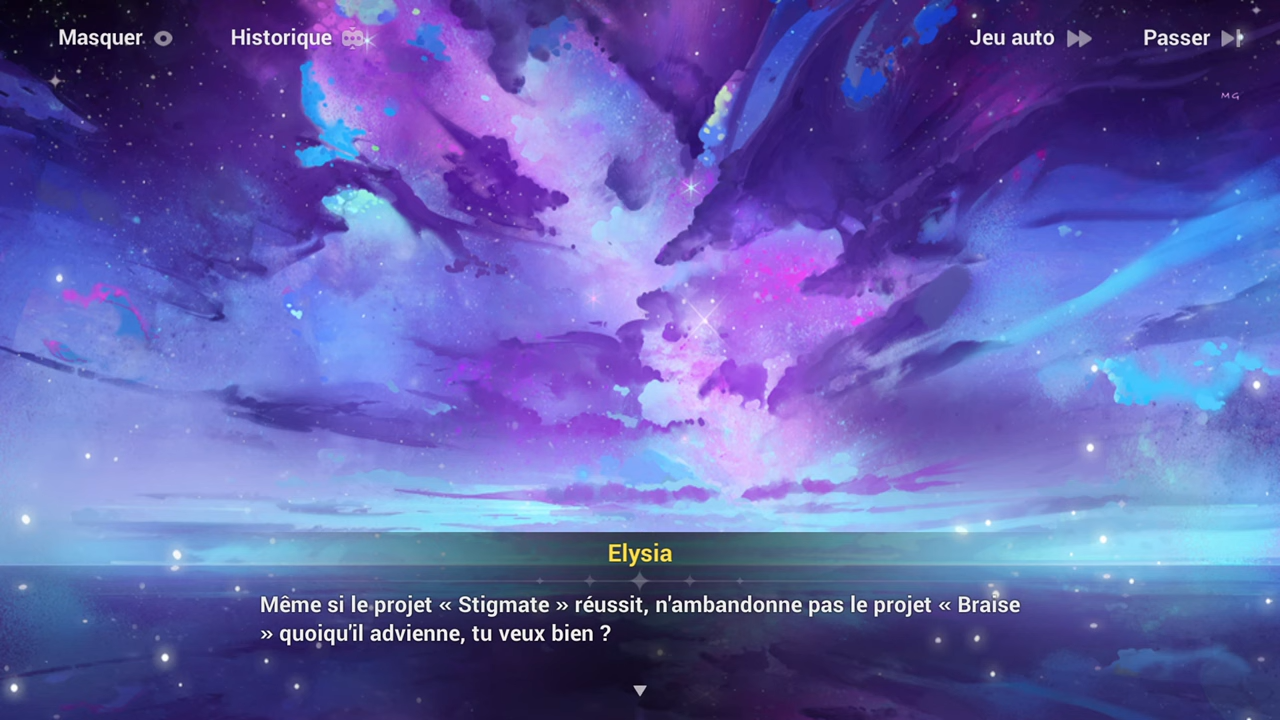 Masquer
Historique
Jeu auto
Passer
MG
Elysia
Même si le projet « Stigmate » réussit, n'ambandonne pas le projet « Braise
» quoiqu'il advienne, tu veux bien ?